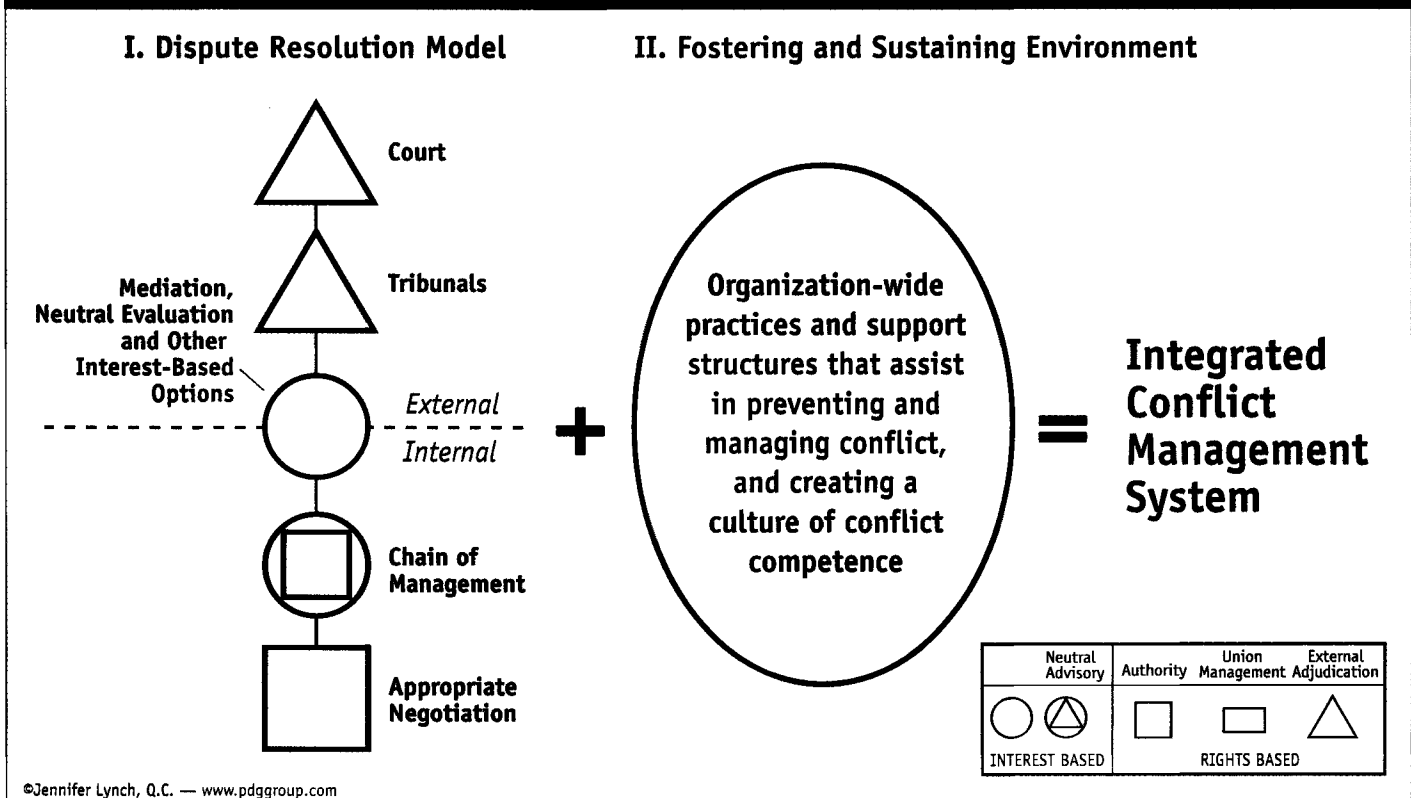 I. Dispute Resolution Model
II. Fostering and Sustaining Environment
Court
Tribunals
Mediation,
Neutral Evaluation
and Other
Interest-Based
Options
External
Internal
Chain of
Management
Appropriate
Negotiation
+
Organization-wide
practices and support
structures that assist
in preventing and
managing conflict,
and creating a
culture of conflict
competence
=
Integrated
Conflict
Management
System
Neutral
Advisory
Authority
Union
Management
External
Adjudication
INTEREST BASED
RIGHTS BASED
©Jennifer Lynch, Q.C. — www.pdggroup.com